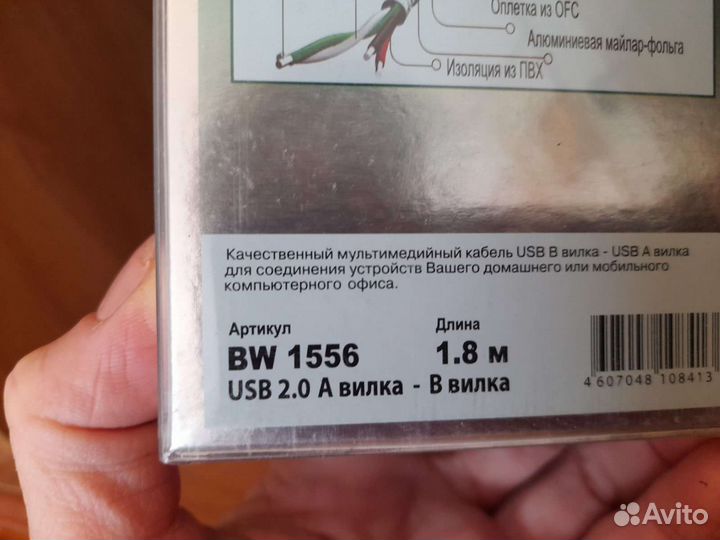 Оплетка из OFC
Алюминиевая майлар-фольга
Изоляция из ПВХ
Качественный мультимедийный кабель USB В вилка - USB А вилка
для соединения устройств Вашего домашнего или мобильного
компьютерного офиса.
Артикул
Длина
BW 1556
1.8 м
USB 2.0 А вилка - В вилка
4 607048 108413
Avito